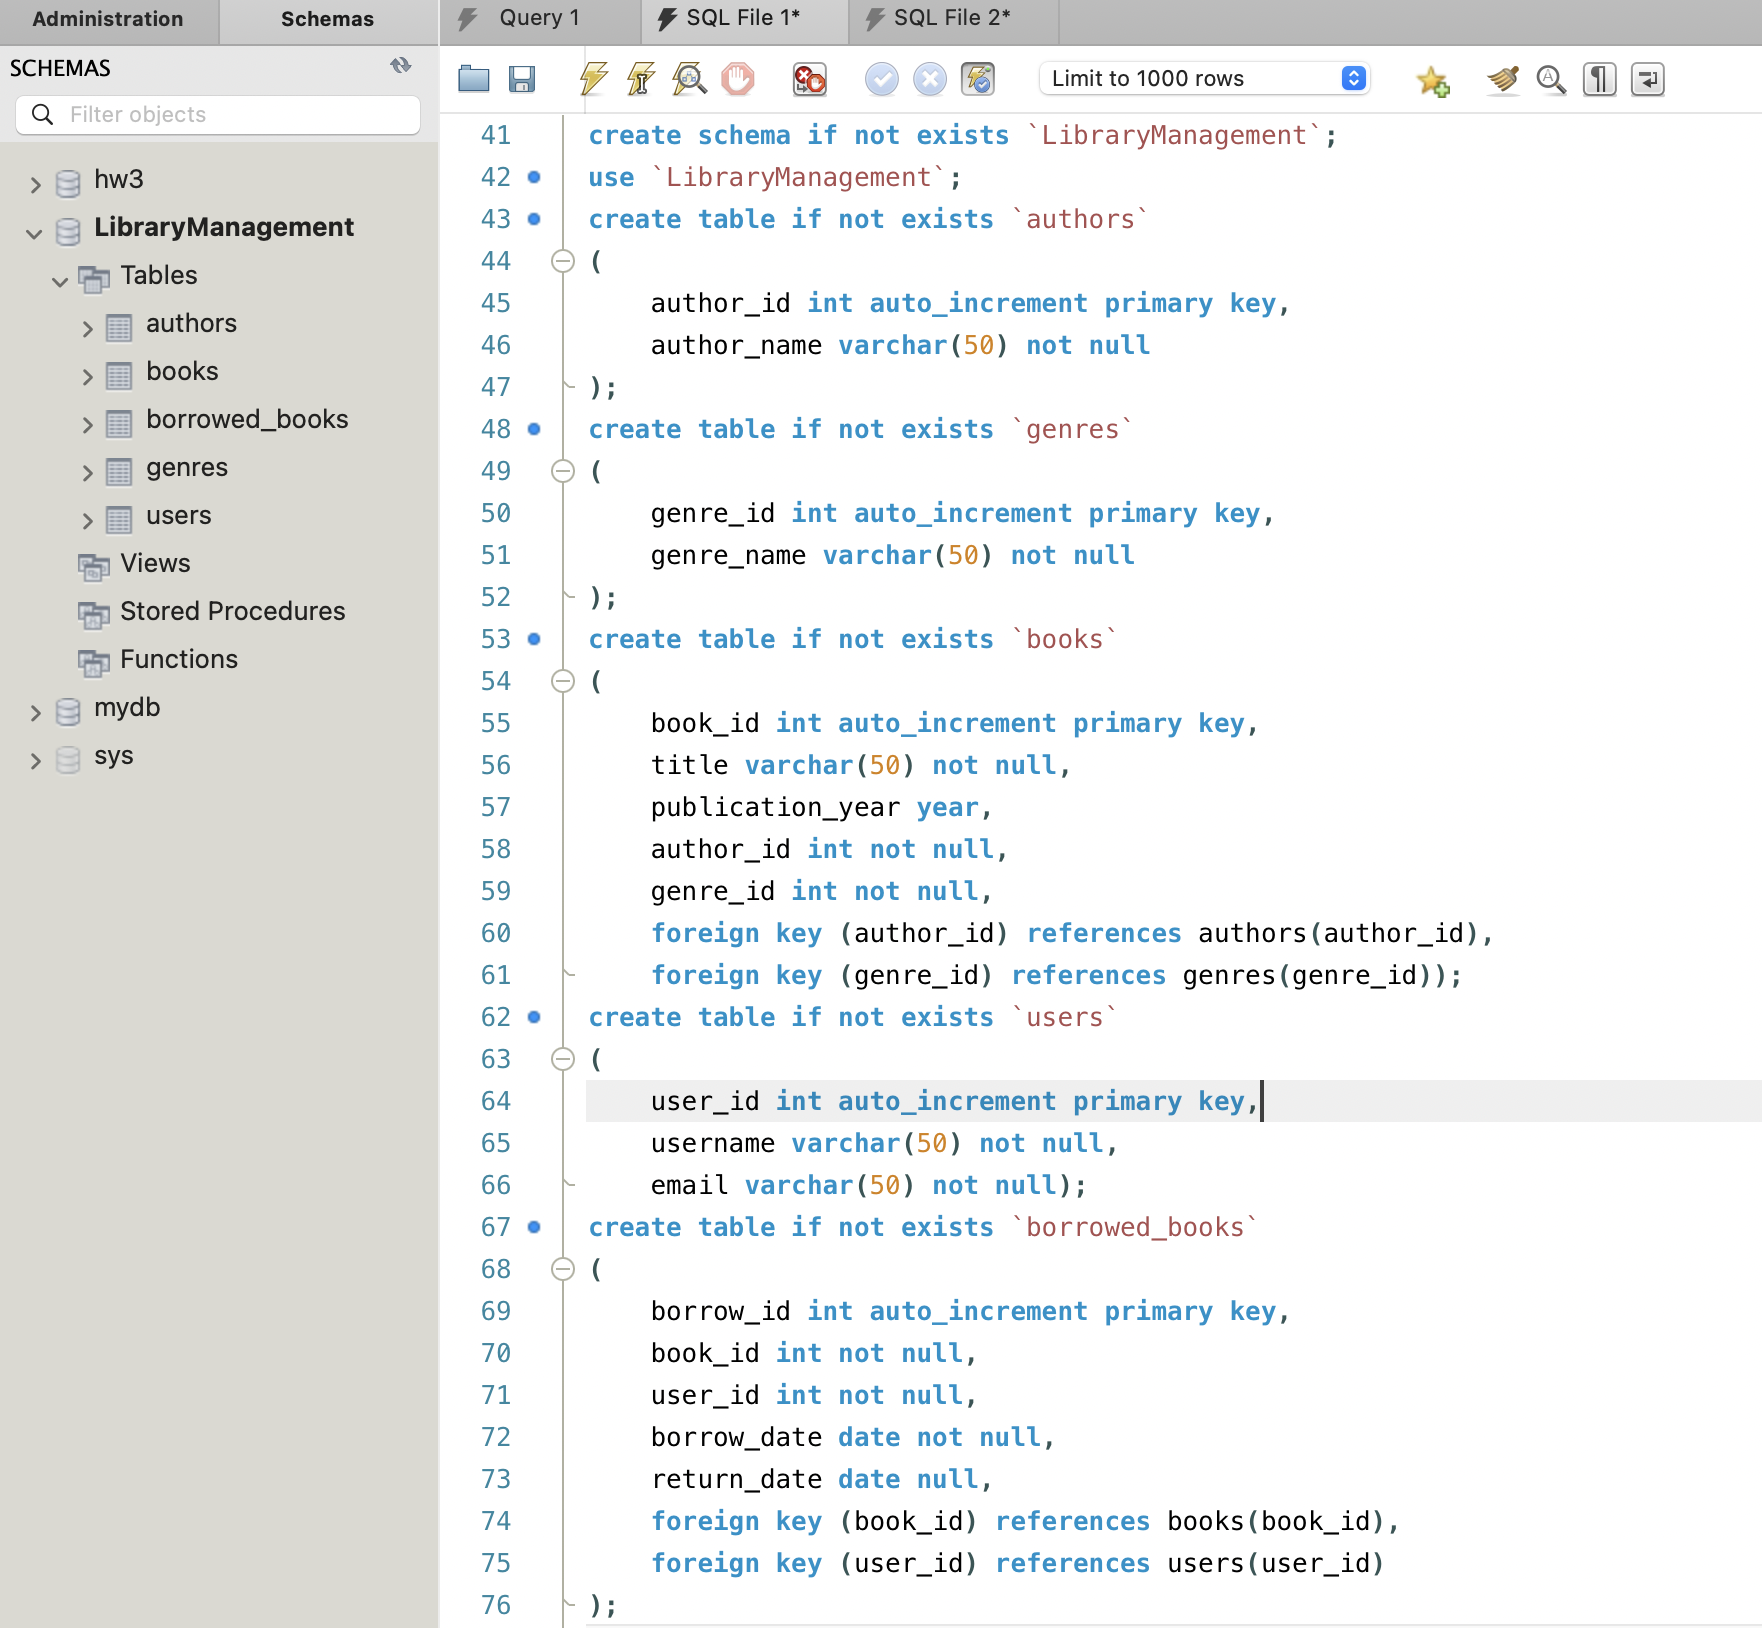 Administration
Schemas
Query 1
SQL File 1*
SQL File 2*
SCHEMAS
Filter objects
Limit to 1000 rows
hw3
LibraryManagement
Tables
authors
books
borrowed_books
genres
users
Views
Stored Procedures
Functions
mydb
sys
41 create schema if not exists `LibraryManagement`;
42 use `LibraryManagement`;
43 create table if not exists `authors`
44 (
45 author_id int auto_increment primary key,
46 author_name varchar(50) not null
47 );
48 create table if not exists `genres`
49 (
50 genre_id int auto_increment primary key,
51 genre_name varchar(50) not null
52 );
53 create table if not exists `books`
54 (
55 book_id int auto_increment primary key,
56 title varchar(50) not null,
57 publication_year year,
58 author_id int not null,
59 genre_id int not null,
60 foreign key (author_id) references authors(author_id),
61 foreign key (genre_id) references genres(genre_id));
62 create table if not exists `users`
63 (
64 user_id int auto_increment primary key,
65 username varchar(50) not null,
66 email varchar(50) not null);
67 create table if not exists `borrowed_books`
68 (
69 borrow_id int auto_increment primary key,
70 book_id int not null,
71 user_id int not null,
72 borrow_date date not null,
73 return_date date null,
74 foreign key (book_id) references books(book_id),
75 foreign key (user_id) references users(user_id)
76 );